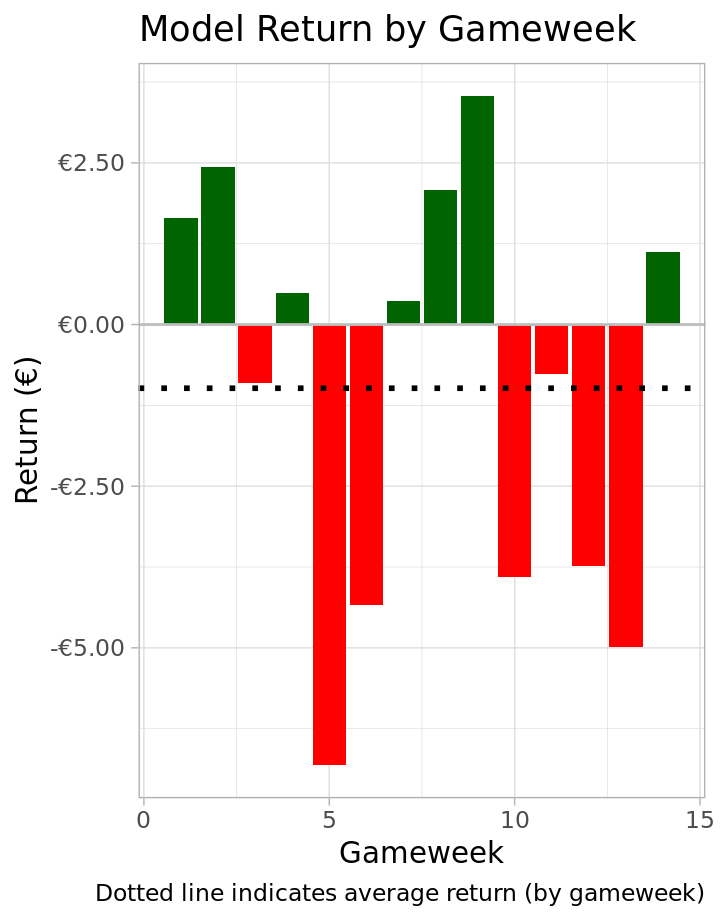 Model Return by Gameweek
Return (€)
€2.50
€0.00
-€2.50
-€5.00
0 5 10 15
Gameweek
Dotted line indicates average return (by gameweek)